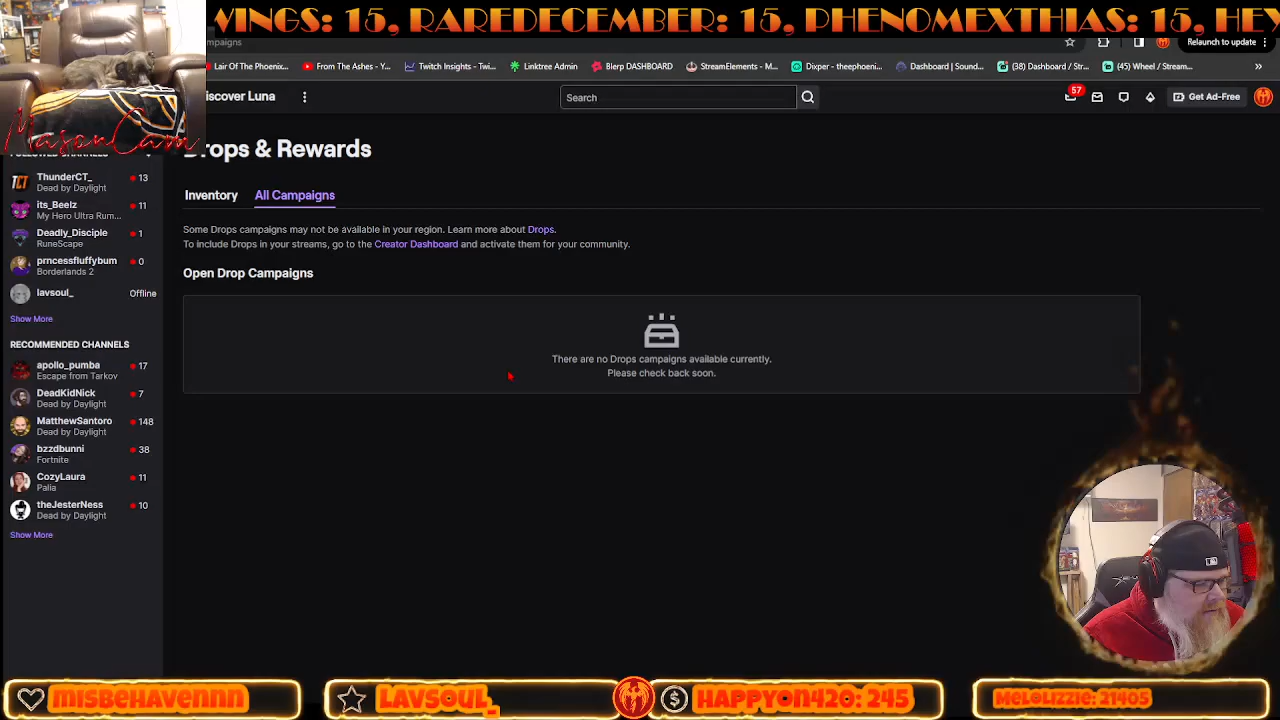 WINGS: 15, RAREDECEMBER: 15, PHENOMEXTHIAS: 15, HEY
mpaigns
Relaunch to update
Lair Of The Phoenix...
From The Ashes - Y...
Twitch Insights - Twi...
Linktree Admin
Blerp DASHBOARD
StreamElements - M...
Dixper - theephoeni...
Dashboard | Sound...
(38) Dashboard / Str...
(45) Wheel / Stream...
iscover Luna
Search
57
Get Ad-Free
MasonCam
Drops & Rewards
Inventory
All Campaigns
Some Drops campaigns may not be available in your region. Learn more about Drops.
To include Drops in your streams, go to the Creator Dashboard and activate them for your community.
Open Drop Campaigns
There are no Drops campaigns available currently.
Please check back soon.
FOLLOWED CHANNELS
ThunderCT_ 13
Dead by Daylight
its_Beelz 11
My Hero Ultra Rum...
Deadly_Disciple 1
RuneScape
prncessfluffybum 0
Borderlands 2
lavsoul_ Offline
Show More
RECOMMENDED CHANNELS
apollo_pumba 17
Escape from Tarkov
DeadKidNick 7
Dead by Daylight
MatthewSantoro 148
Dead by Daylight
bzzdbunni 38
Fortnite
CozyLaura 11
Palia
theJesterNess 10
Dead by Daylight
Show More
misbehavennn
Lavsoul_
Happyon420: 245
Melolizzie: 21405